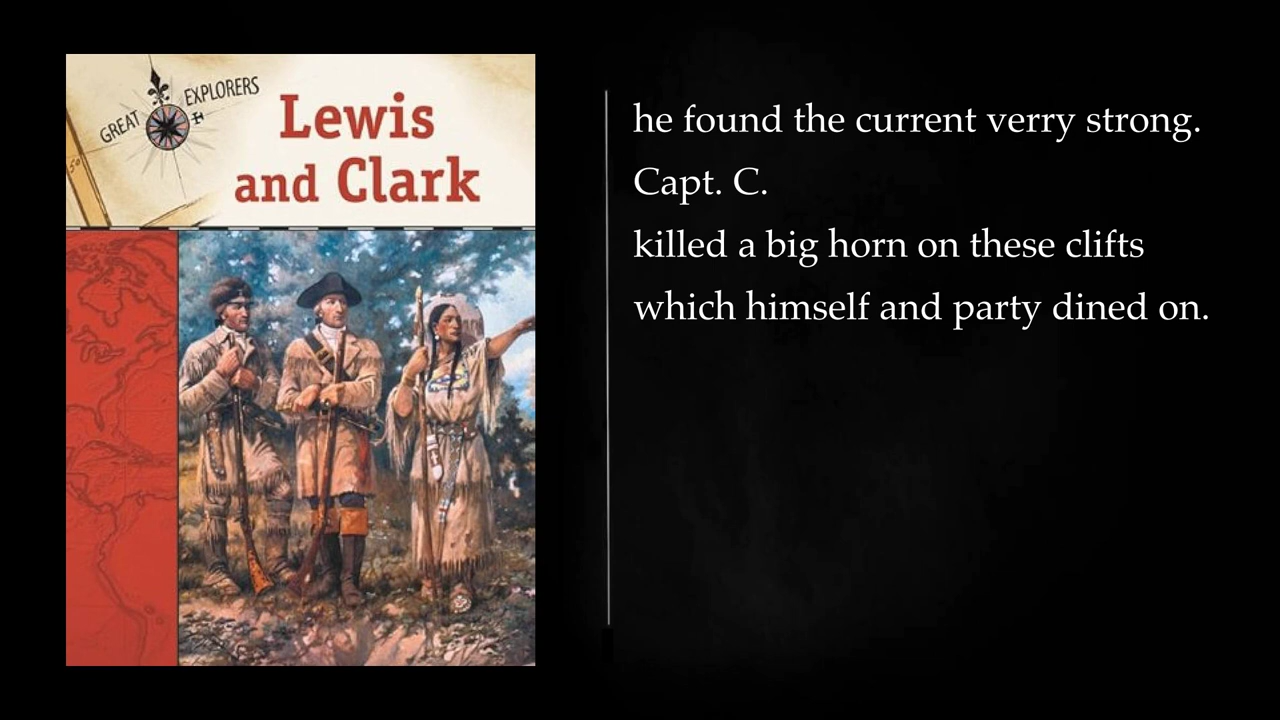 GREAT EXPLORERS
Lewis
and Clark
50
he found the current verry strong.
Capt. C.
killed a big horn on these clifts
which himself and party dined on.